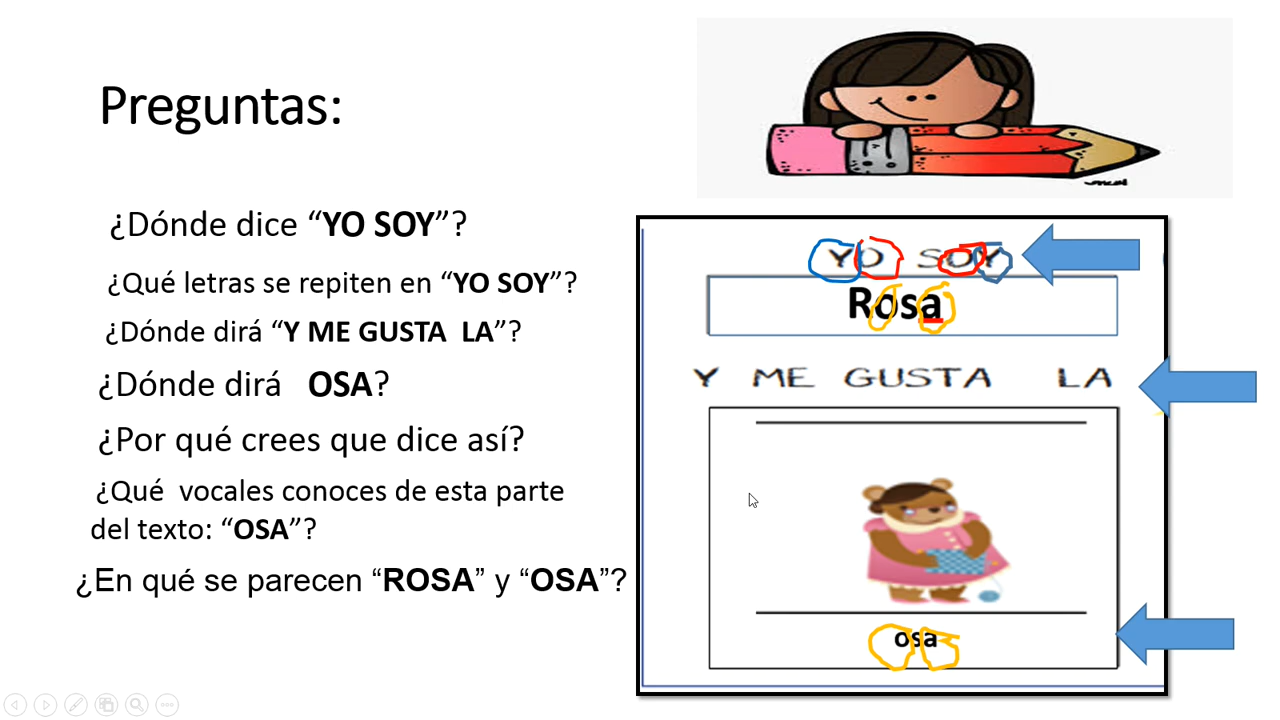 Preguntas:
¿Dónde dice “YO SOY”?
¿Qué letras se repiten en “YO SOY”?
¿Dónde dirá “Y ME GUSTA LA”?
¿Dónde dirá OSA?
¿Por qué crees que dice así?
¿Qué vocales conoces de esta parte
del texto: “OSA”?
¿En qué se parecen “ROSA” y “OSA”?
YO SOY
Rosa
Y ME GUSTA LA
osa